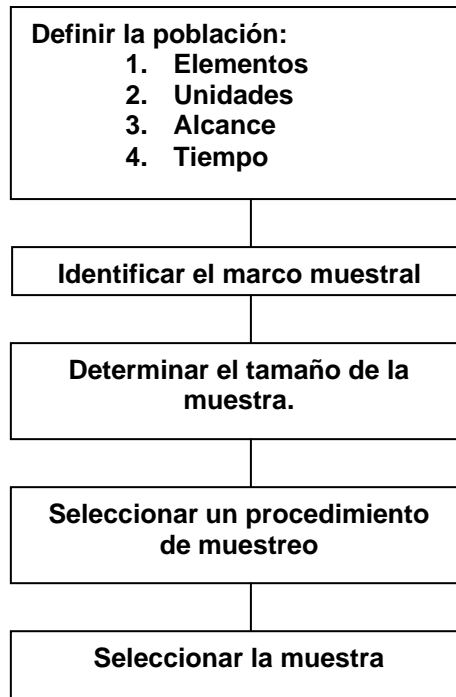 Definir la población:
1. Elementos
2. Unidades
3. Alcance
4. Tiempo
Identificar el marco muestral
Determinar el tamaño de la
muestra.
Seleccionar un procedimiento
de muestreo
Seleccionar la muestra